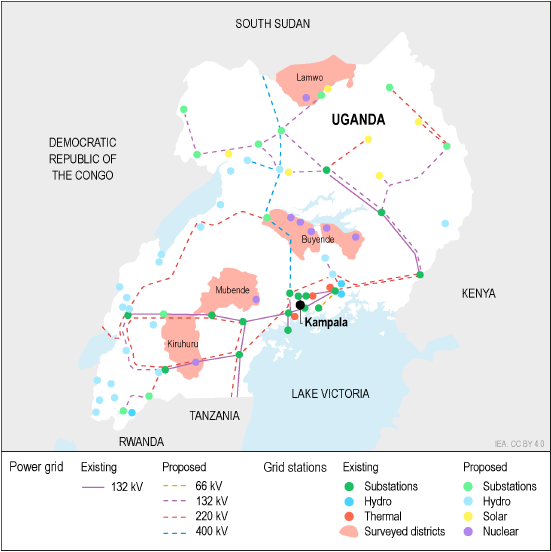 SOUTH SUDAN
Lamwo
UGANDA
DEMOCRATIC
REPUBLIC OF
THE CONGO
Buyende
Mubende
KENYA
Kampala
Kiruhuru
LAKE VICTORIA
TANZANIA
RWANDA
IEA. CC BY 4.0
Power grid Existing Proposed Grid stations Existing Proposed
132 kV 66 kV Substations Substations
132 kV Hydro Hydro
220 kV Thermal Solar
400 kV Surveyed districts Nuclear